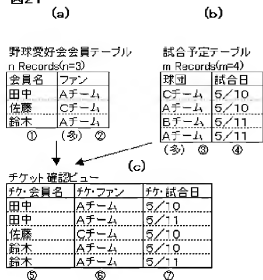 図21
(a)
(b)
野球愛好会会員テーブル
n Records(n=3)
会員名 ファン
田中 Aチーム
佐藤 Cチーム
鈴木 Aチーム
① (多) ②
試合予定テーブル
m Records(m=4)
球団 試合日
Cチーム 5/10
Aチーム 5/10
Bチーム 5/11
Aチーム 5/11
(多) ③ ④
(c)
チケット確認ビュー
チケ・会員名 チケ・ファン チケ・試合日
田中 Aチーム 5/10
田中 Aチーム 5/11
佐藤 Cチーム 5/10
鈴木 Aチーム 5/10
鈴木 Aチーム 5/11
⑤ ⑥ ⑦